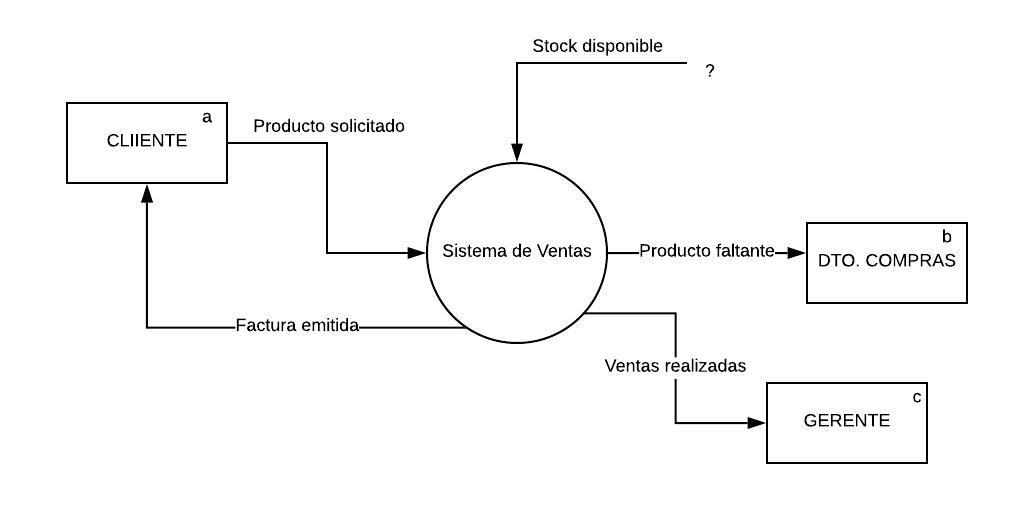 Stock disponible
?
a
CLIIENTE
Producto solicitado
Sistema de Ventas
Producto faltante
b
DTO. COMPRAS
Factura emitida
Ventas realizadas
c
GERENTE